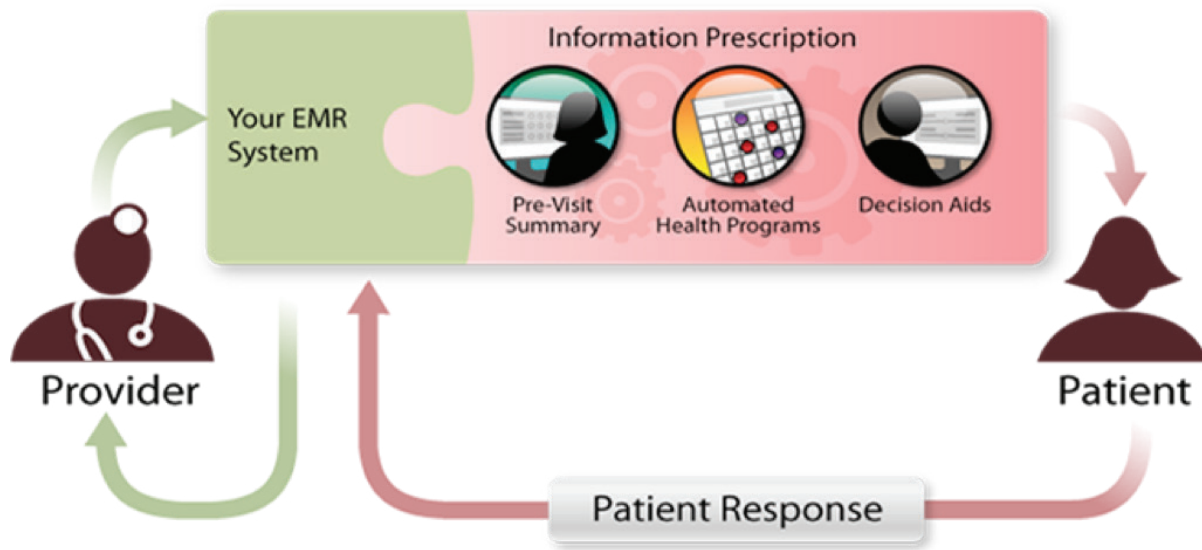 Information Prescription
Your EMR
System
Pre-Visit
Summary
Automated
Health Programs
Decision Aids
Provider
Patient
Patient Response